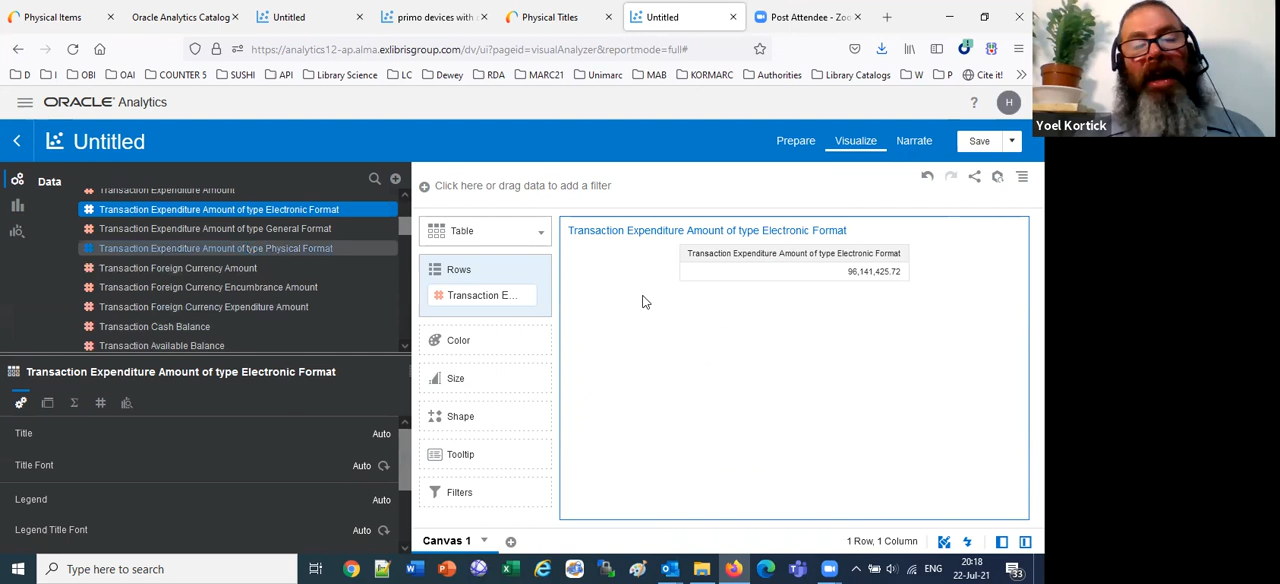 Physical Items
Oracle Analytics Catalog
Untitled
primo devices with
Physical Titles
Untitled
Post Attendee - Zoo
https://analytics12-ap.alma.exlibrisgroup.com/dv/ui?pageid=visualAnalyzer&reportmode=full#
D
I
OBI
OAI
COUNTER 5
SUSHI
API
Library Science
LC
Dewey
RDA
MARC21
Unimarc
MAB
KORMARC
Authorities
Library Catalogs
W
P
Cite it!
Yoel Kortick
ORACLE Analytics
?
H
Untitled
Prepare
Visualize
Narrate
Save
Data
Click here or drag data to add a filter
Transaction Expenditure Amount
Transaction Expenditure Amount of type Electronic Format
Transaction Expenditure Amount of type General Format
Transaction Expenditure Amount of type Physical Format
Transaction Foreign Currency Amount
Transaction Foreign Currency Encumbrance Amount
Transaction Foreign Currency Expenditure Amount
Transaction Cash Balance
Transaction Available Balance
Table
Rows
Transaction E...
Color
Size
Shape
Tooltip
Filters
Transaction Expenditure Amount of type Electronic Format
Transaction Expenditure Amount of type Electronic Format
96,141,425.72
Transaction Expenditure Amount of type Electronic Format
Title
Auto
Title Font
Auto
Legend
Auto
Legend Title Font
Auto
Canvas 1
1 Row, 1 Column
Type here to search
ENG
20:18
22-Jul-21
33